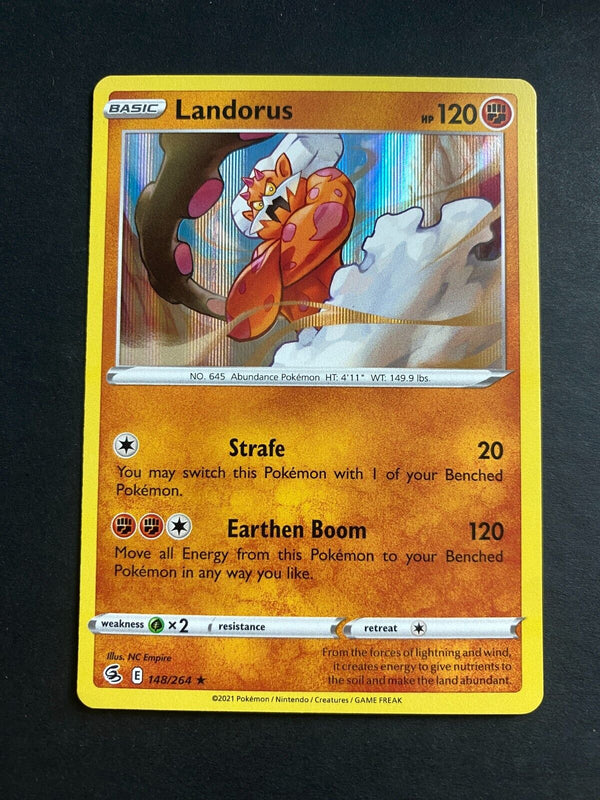 BASIC Landorus HP 120
NO. 645 Abundance Pokémon HT: 4'11" WT: 149.9 lbs.
Strafe 20
You may switch this Pokémon with 1 of your Benched
Pokémon.
Earthen Boom 120
Move all Energy from this Pokémon to your Benched
Pokémon in any way you like.
weakness ×2 resistance retreat
Illus. NC Empire
E 148/264 ★
From the forces of lightning and wind,
it creates energy to give nutrients to
the soil and make the land abundant.
©2021 Pokémon / Nintendo / Creatures / GAME FREAK